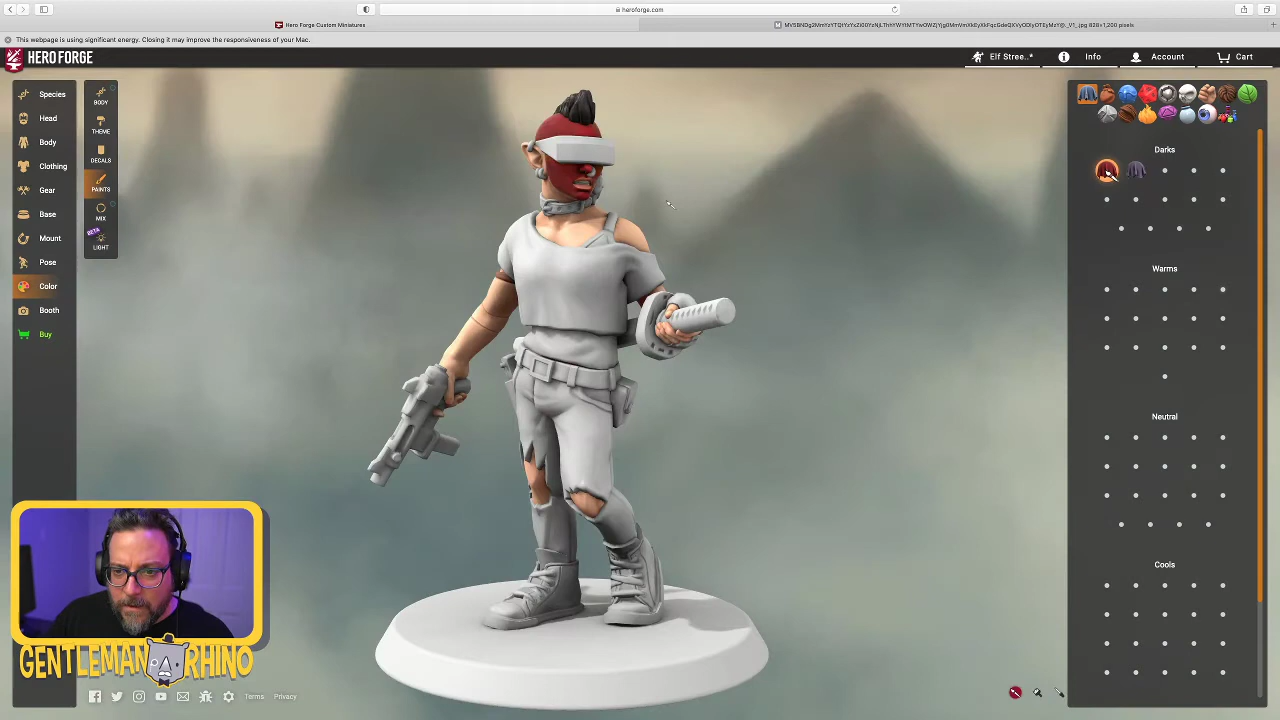 heroforge.com
Hero Forge Custom Miniatures
This webpage is using significant energy. Closing it may improve the responsiveness of your Mac.
HERO FORGE
Elf Stree..*
Info
Account
Cart
Species
Head
Body
Clothing
Gear
Base
Mount
Pose
Color
Booth
Buy
BODY
THEME
DECALS
PAINTS
MIX
BETA
LIGHT
Darks
Warms
Neutral
Cools
GENTLEMAN RHINO
Terms
Privacy